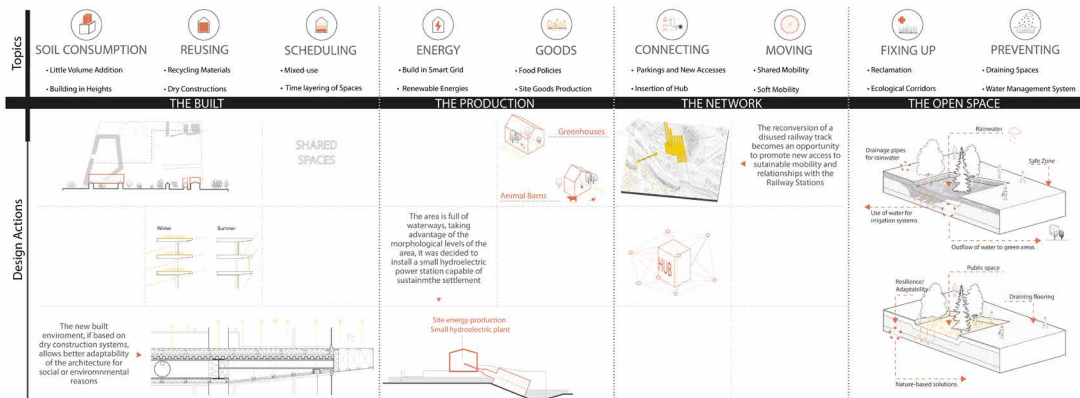 Topics
SOIL CONSUMPTION
REUSING
SCHEDULING
ENERGY
GOODS
CONNECTING
MOVING
FIXING UP
PREVENTING
• Little Volume Addition
• Building in Heights
• Recycling Materials
• Dry Constructions
• Mixed-use
• Time layering of Spaces
• Build in Smart Grid
• Renewable Energies
• Food Policies
• Site Goods Production
• Parkings and New Accesses
• Insertion of Hub
• Shared Mobility
• Soft Mobility
• Reclamation
• Ecological Corridors
• Draining Spaces
• Water Management System
THE BUILT
THE PRODUCTION
THE NETWORK
THE OPEN SPACE
Design Actions
SHARED
SPACES
Winter
Summer
The new built
enviroment, if based on
dry construction systems,
allows better adaptability
of the architecture for
social or environmnental
reasons
Greenhouses
Animal Barns
The area is full of
waterways, taking
advantage of the
morphological levels of the
area, it was decided to
install a small hydroelectric
power station capable of
sustainmthe settlement
Site energy production
Small hydroelectric plant
The reconversion of a
disused railway track
becomes an opportunity
to promote new access to
sutainable mobility and
relationships with the
Railway Stations
HUB
Rainwater
Drainage pipes
for rainwater
Safe Zone
Use of water for
irrigation systems
Outflow of water to green areas
Public space
Resilience/
Adaptability
Draining flooring
Nature-based solutions